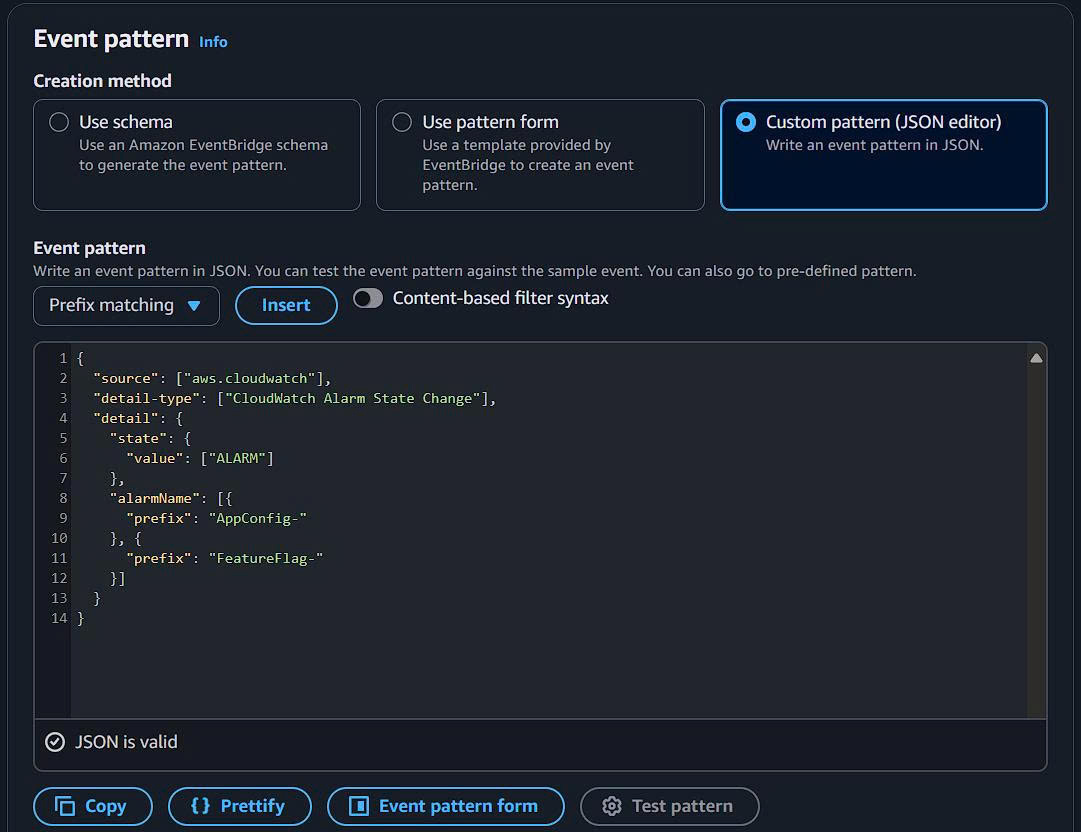 Event pattern Info
Creation method
Use schema
Use an Amazon EventBridge schema
to generate the event pattern.
Use pattern form
Use a template provided by
EventBridge to create an event
pattern.
Custom pattern (JSON editor)
Write an event pattern in JSON.
Event pattern
Write an event pattern in JSON. You can test the event pattern against the sample event. You can also go to pre-defined pattern.
Prefix matching Insert Content-based filter syntax
1 {
2   "source": ["aws.cloudwatch"],
3   "detail-type": ["CloudWatch Alarm State Change"],
4   "detail": {
5     "state": {
6       "value": ["ALARM"]
7     },
8     "alarmName": [{
9       "prefix": "AppConfig-"
10     }, {
11       "prefix": "FeatureFlag-"
12     }]
13   }
14 }
JSON is valid
Copy {} Prettify Event pattern form Test pattern